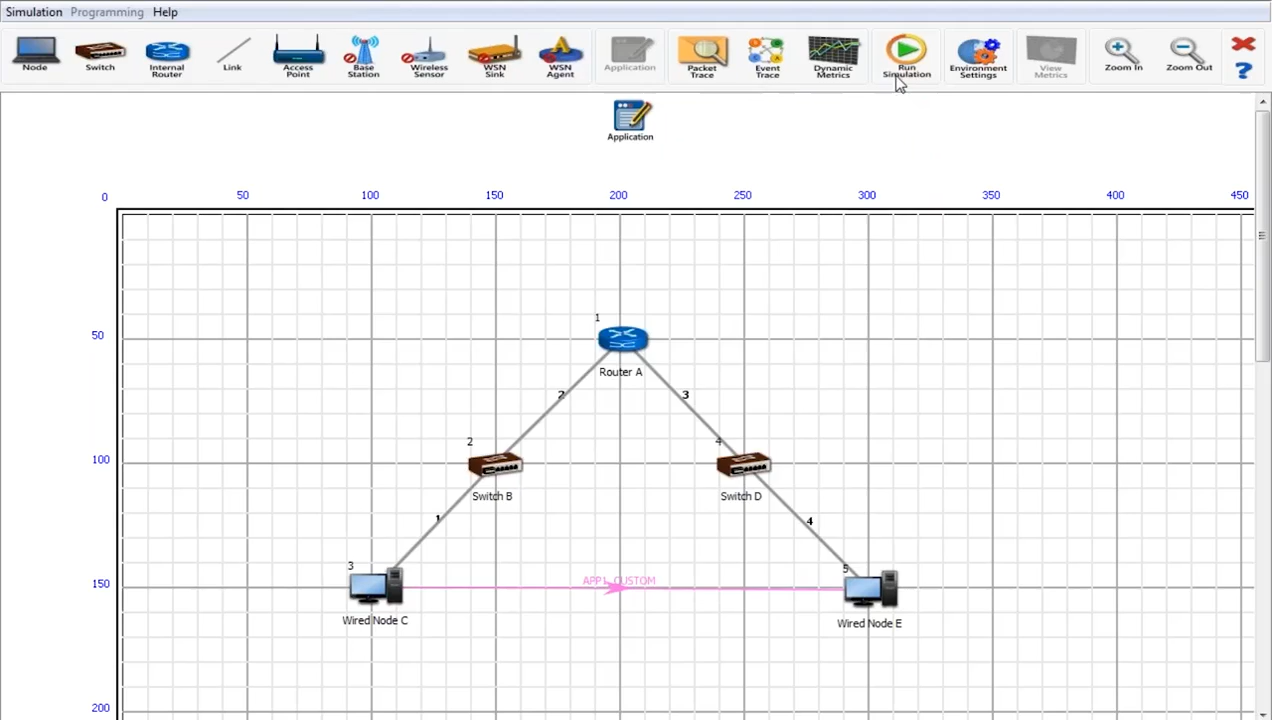 Simulation Programming Help
Node
Switch
Internal
Router
Link
Access
Point
Base
Station
Wireless
Sensor
WSN
Sink
WSN
Agent
Application
Packet
Trace
Event
Trace
Dynamic
Metrics
Run
Simulation
Environment
Settings
View
Metrics
Zoom In
Zoom Out
?
Application
0 50 100 150 200 250 300 350 400 450
50
1
Router A
2
3
100
2
Switch B
4
Switch D
1
4
150
3
Wired Node C
APP1_CUSTOM
5
Wired Node E
200